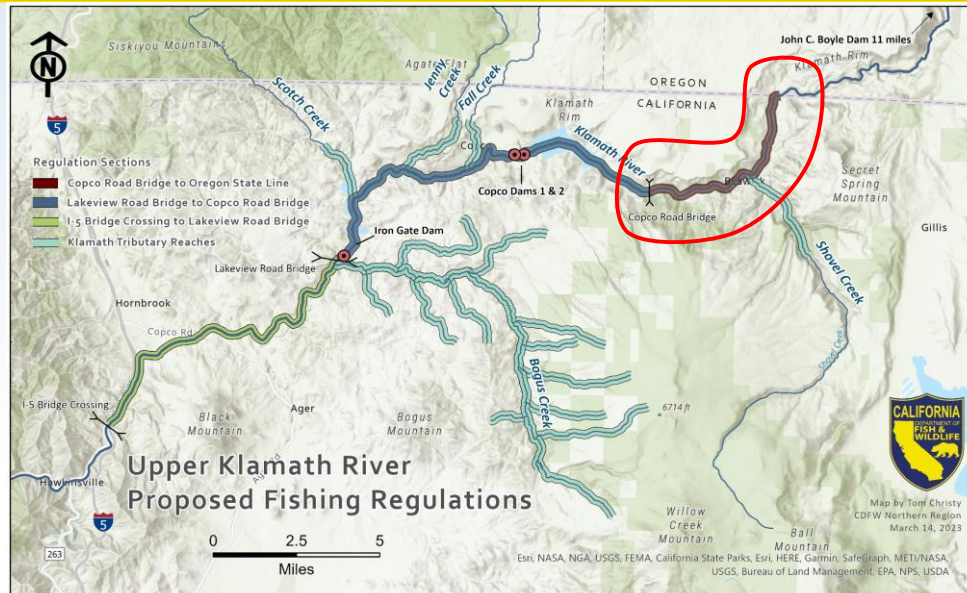 John C. Boyle Dam 11 miles
Siskiyou Mountains
N
Agate Flat
Klamath Rim
Jenny Creek
Fall Creek
OREGON
CALIFORNIA
Scotch Creek
5
Klamath
Rim
Klamath River
Regulation Sections
Copco Road Bridge to Oregon State Line
Lakeview Road Bridge to Copco Road Bridge
I-5 Bridge Crossing to Lakeview Road Bridge
Klamath Tributary Reaches
Copco Dams 1 & 2
Secret
Spring
Mountain
Copco Road Bridge
Gillis
Iron Gate Dam
Lakeview Road Bridge
Shovel Creek
Hornbrook
Copco Rd
Shovel Creek
Bogus Creek
I-5 Bridge Crossing
Black
Mountain
Ager
Bogus
Mountain
6714 ft
CALIFORNIA
DEPARTMENT OF
FISH &
WILDLIFE
Upper Klamath River
Proposed Fishing Regulations
Hawkinsville
5
263
0 2.5 5
Miles
Willow
Creek
Mountain
Ball
Mountain
Map by Tom Christy
CDFW Northern Region
March 14, 2023
Esri, NASA, NGA, USGS, FEMA, California State Parks, Esri, HERE, Garmin, SafeGraph, METI/NASA,
USGS, Bureau of Land Management, EPA, NPS, USDA